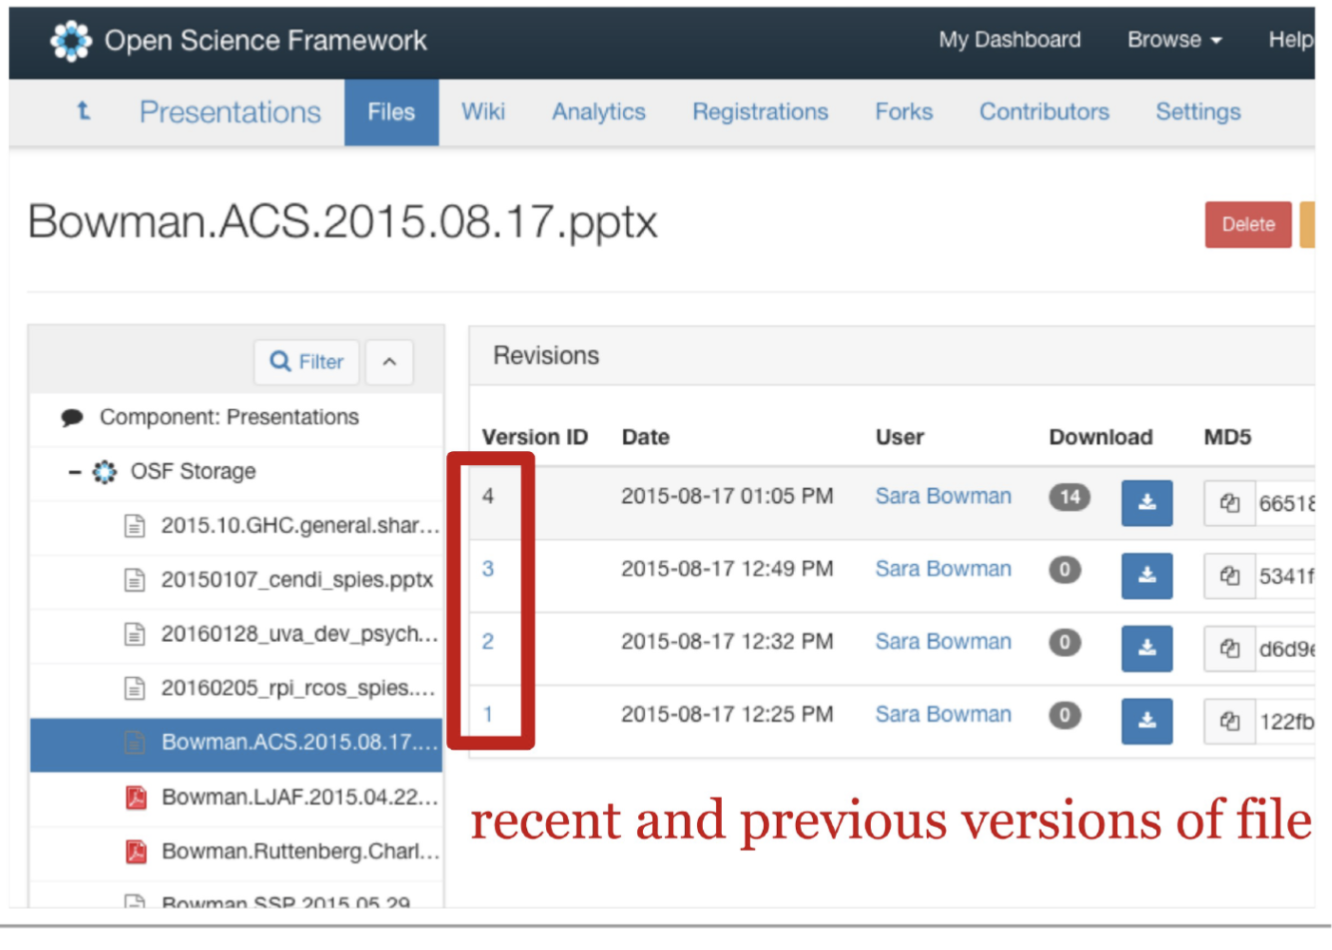 Open Science Framework My Dashboard Browse Help
Presentations Files Wiki Analytics Registrations Forks Contributors Settings
Bowman.ACS.2015.08.17.pptx Delete
Filter
Component: Presentations
OSF Storage
2015.10.GHC.general.shar...
20150107_cendi_spies.pptx
20160128_uva_dev_psych...
20160205_rpi_rcos_spies....
Bowman.ACS.2015.08.17....
Bowman.LJAF.2015.04.22...
Bowman.Ruttenberg.Charl...
Bowman.SSP.2015.05.29
Revisions
Version ID Date User Download MD5
4 2015-08-17 01:05 PM Sara Bowman 14 66518
3 2015-08-17 12:49 PM Sara Bowman 0 5341f
2 2015-08-17 12:32 PM Sara Bowman 0 d6d9e
1 2015-08-17 12:25 PM Sara Bowman 0 122fb
recent and previous versions of file